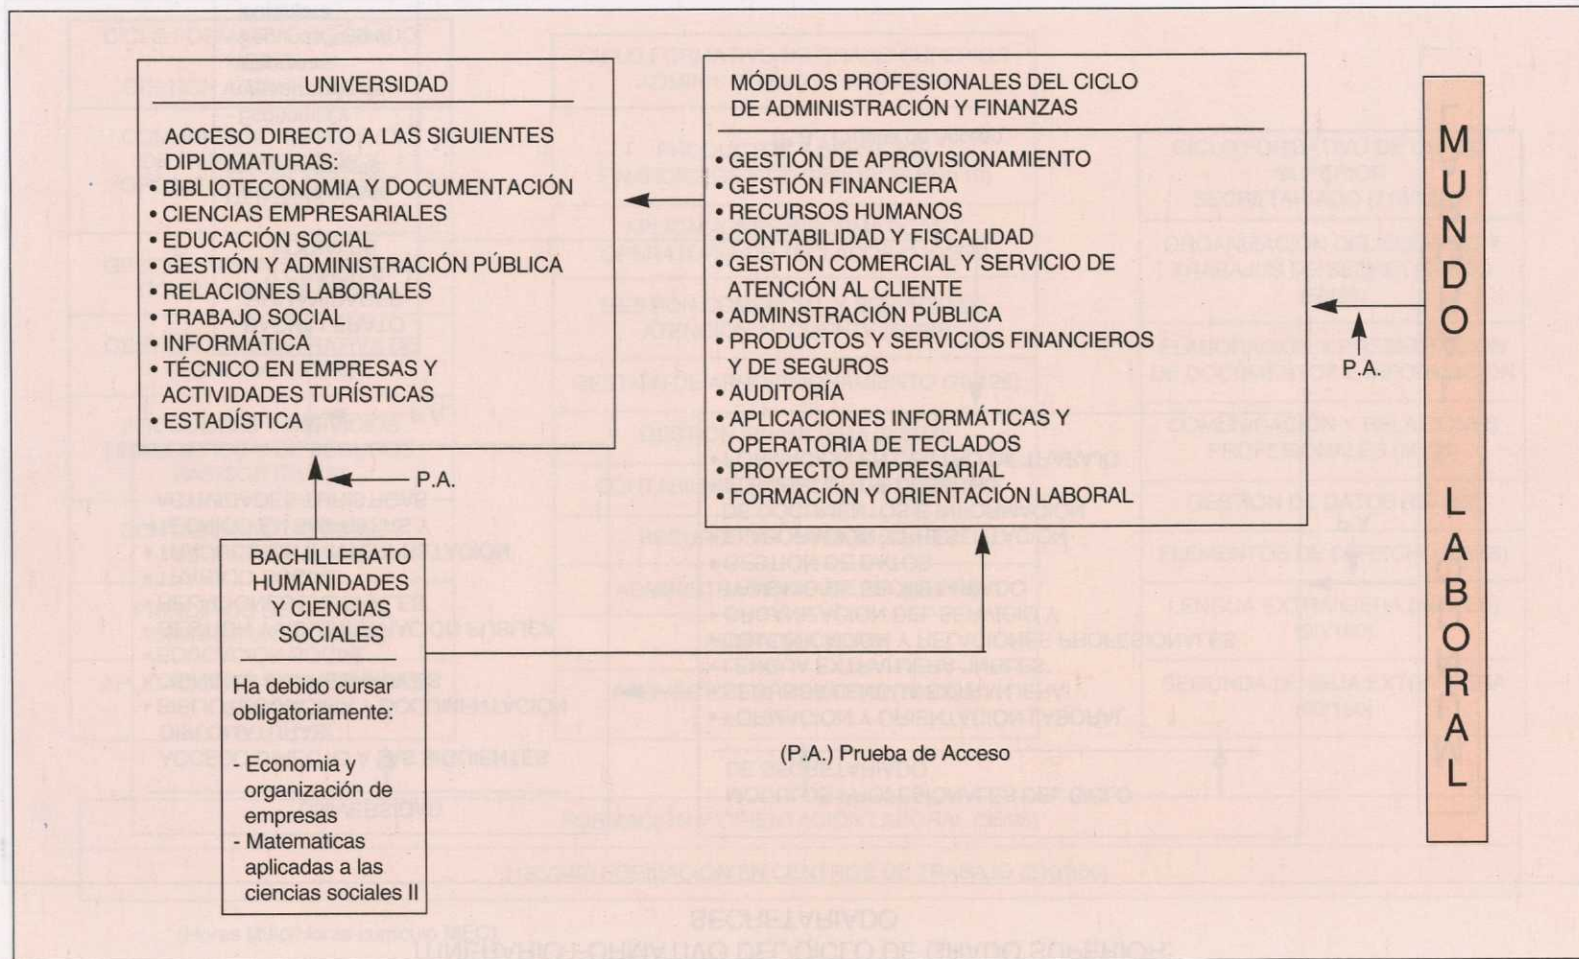 UNIVERSIDAD
ACCESO DIRECTO A LAS SIGUIENTES
DIPLOMATURAS:
• BIBLIOTECONOMIA Y DOCUMENTACIÓN
• CIENCIAS EMPRESARIALES
• EDUCACIÓN SOCIAL
• GESTIÓN Y ADMINISTRACIÓN PÚBLICA
• RELACIONES LABORALES
• TRABAJO SOCIAL
• INFORMÁTICA
• TÉCNICO EN EMPRESAS Y
ACTIVIDADES TURÍSTICAS
• ESTADÍSTICA
P.A.
BACHILLERATO
HUMANIDADES
Y CIENCIAS
SOCIALES
Ha debido cursar
obligatoriamente:
- Economia y
organización de
empresas
- Matematicas
aplicadas a las
ciencias sociales II
MÓDULOS PROFESIONALES DEL CICLO
DE ADMINISTRACIÓN Y FINANZAS
• GESTIÓN DE APROVISIONAMIENTO
• GESTIÓN FINANCIERA
• RECURSOS HUMANOS
• CONTABILIDAD Y FISCALIDAD
• GESTIÓN COMERCIAL Y SERVICIO DE
ATENCIÓN AL CLIENTE
• ADMINSTRACIÓN PÚBLICA
• PRODUCTOS Y SERVICIOS FINANCIEROS
Y DE SEGUROS
• AUDITORÍA
• APLICACIONES INFORMÁTICAS Y
OPERATORIA DE TECLADOS
• PROYECTO EMPRESARIAL
• FORMACIÓN Y ORIENTACIÓN LABORAL
(P.A.) Prueba de Acceso
P.A.
MUNDO LABORAL